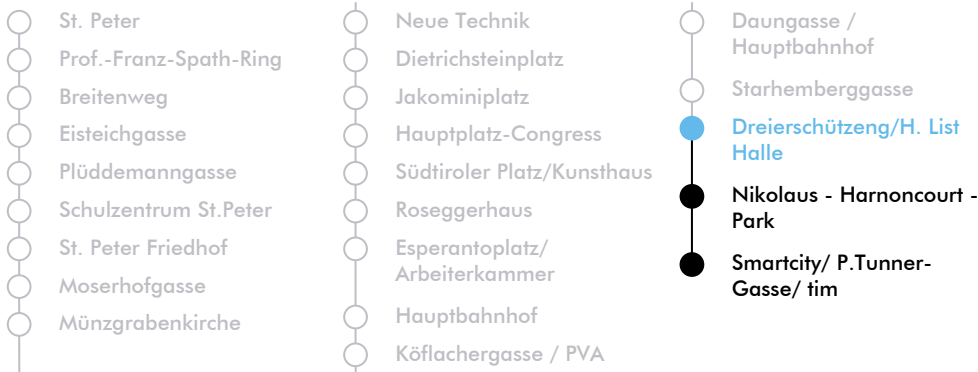 St. Peter
Prof.-Franz-Spath-Ring
Breitenweg
Eisteichgasse
Plüddemanngasse
Schulzentrum St.Peter
St. Peter Friedhof
Moserhofgasse
Münzgrabenkirche
Neue Technik
Dietrichsteinplatz
Jakominiplatz
Hauptplatz-Congress
Südtiroler Platz/Kunsthaus
Roseggerhaus
Esperantoplatz/
Arbeiterkammer
Hauptbahnhof
Köflachergasse / PVA
Daungasse /
Hauptbahnhof
Starhemberggasse
Dreierschützeng/H. List
Halle
Nikolaus - Harnoncourt -
Park
Smartcity/ P.Tunner-
Gasse/ tim